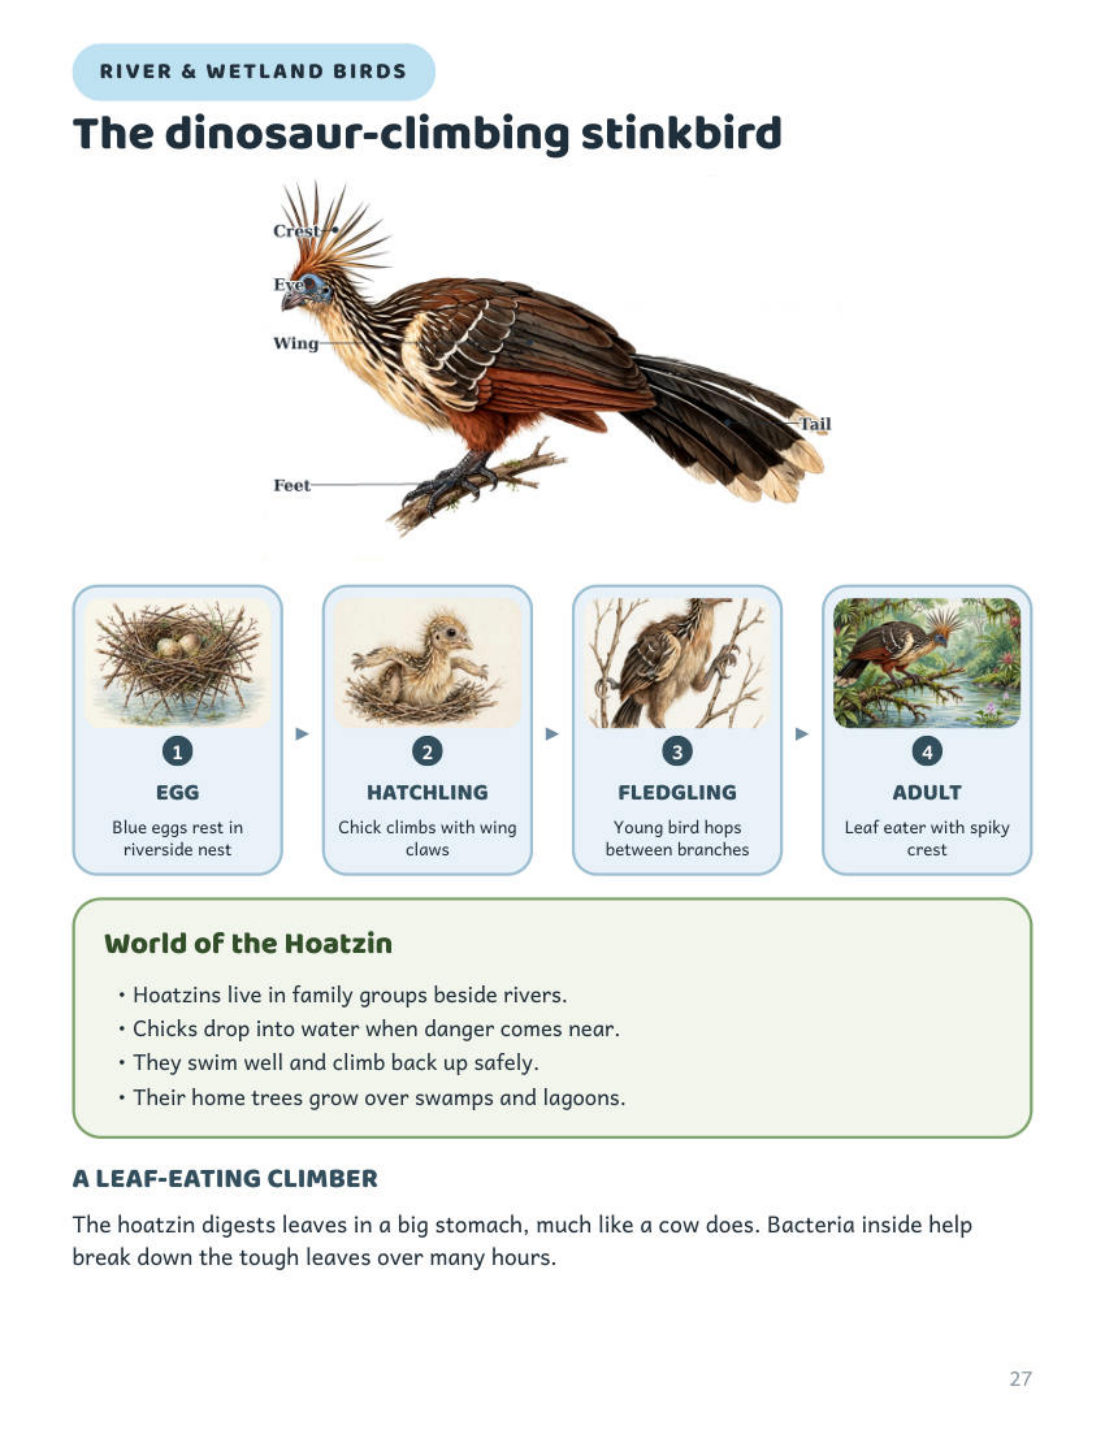 RIVER & WETLAND BIRDS
The dinosaur-climbing stinkbird
Crest
Eye
Wing
Tail
Feet
1
EGG
Blue eggs rest in
riverside nest
2
HATCHLING
Chick climbs with wing
claws
3
FLEDGLING
Young bird hops
between branches
4
ADULT
Leaf eater with spiky
crest
World of the Hoatzin
• Hoatzins live in family groups beside rivers.
• Chicks drop into water when danger comes near.
• They swim well and climb back up safely.
• Their home trees grow over swamps and lagoons.
A LEAF-EATING CLIMBER
The hoatzin digests leaves in a big stomach, much like a cow does. Bacteria inside help
break down the tough leaves over many hours.
27